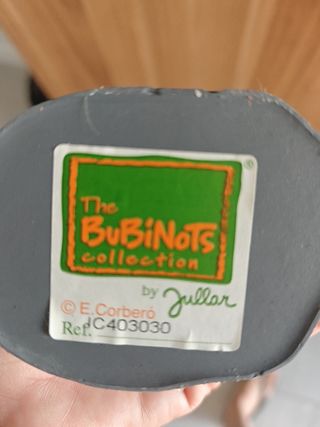 ®
The
BuBiNoTS
collection
by Jullar
© E.Corberó
Ref. JC403030